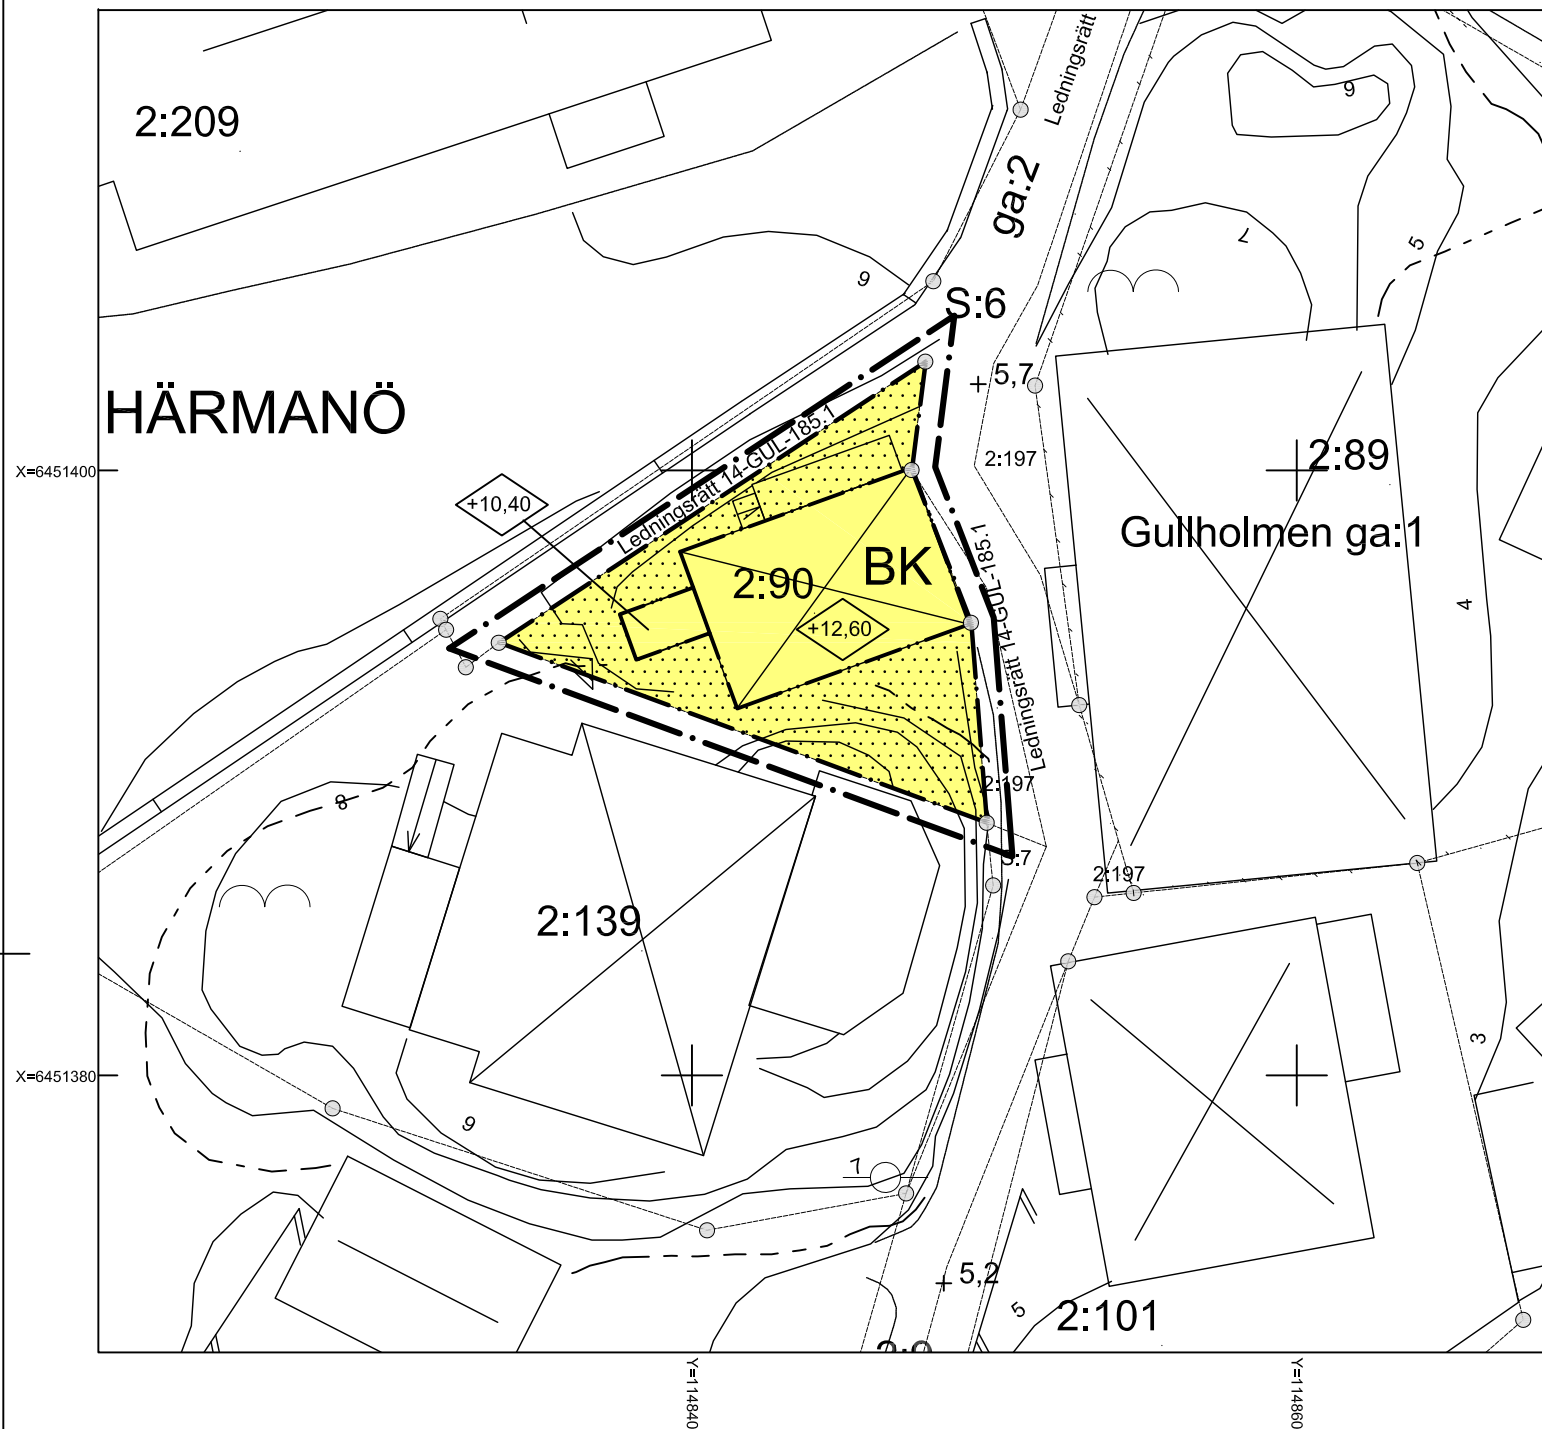 Ledningsrätt
2:209
9
ga:2
7
5
9
S:6
5,7
HÄRMANÖ
Ledningsrätt 14-GUL-185.1
2:197
2:89
X=6451400
+10,40
Gullholmen ga:1
BK
2:90
Ledningsrätt 14-GUL-185.1
+12,60
4
2:197
8
S:7
2:197
2:139
3
X=6451380
9
7
5,2
5
2:101
Y=114840
Y=114860